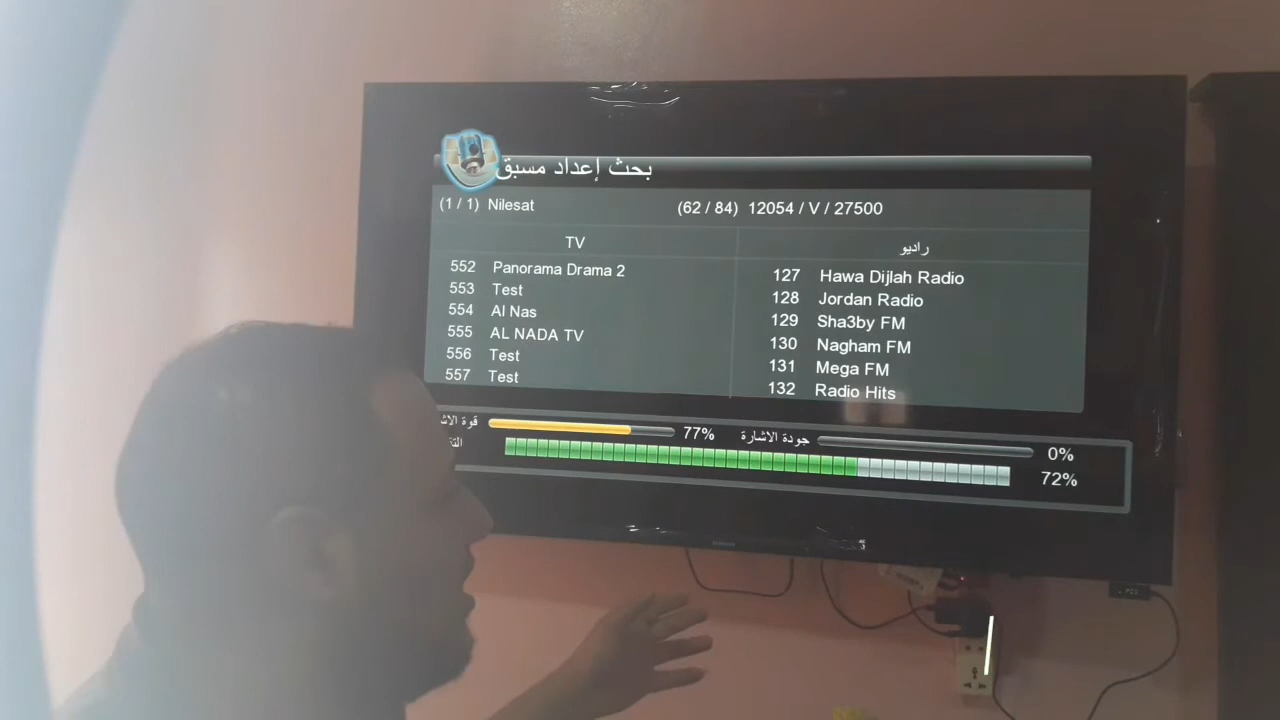 بحث إعداد مسبق
(1 / 1) Nilesat (62 / 84) 12054 / V / 27500
TV راديو
552 Panorama Drama 2 127 Hawa Dijlah Radio
553 Test 128 Jordan Radio
554 Al Nas 129 Sha3by FM
555 AL NADA TV 130 Nagham FM
556 Test 131 Mega FM
557 Test 132 Radio Hits
قوة 77% جودة الاشارة 0%
72%